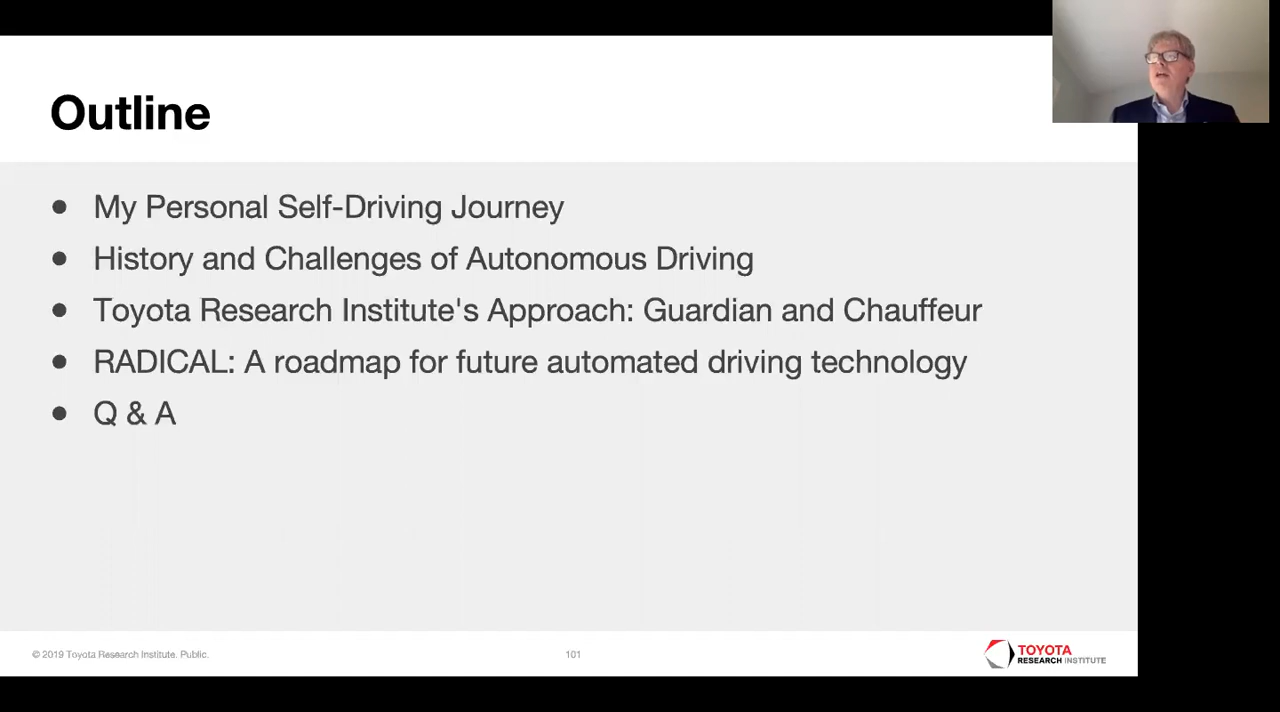 Outline
● My Personal Self-Driving Journey
● History and Challenges of Autonomous Driving
● Toyota Research Institute's Approach: Guardian and Chauffeur
● RADICAL: A roadmap for future automated driving technology
● Q & A
© 2019 Toyota Research Institute. Public.
101
TOYOTA
RESEARCH INSTITUTE